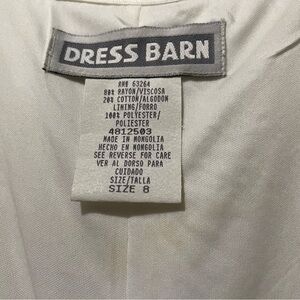 DRESS BARN
RN# 63264
80% RAYON/VISCOSA
20% COTTON/ALGODON
LINING/FORRO
100% POLYESTER/
POLIESTER
4812503
MADE IN MONGOLIA
HECHO EN MONGOLIA
SEE REVERSE FOR CARE
VER AL DORSO PARA
CUIDADO
SIZE/TALLA
SIZE 8